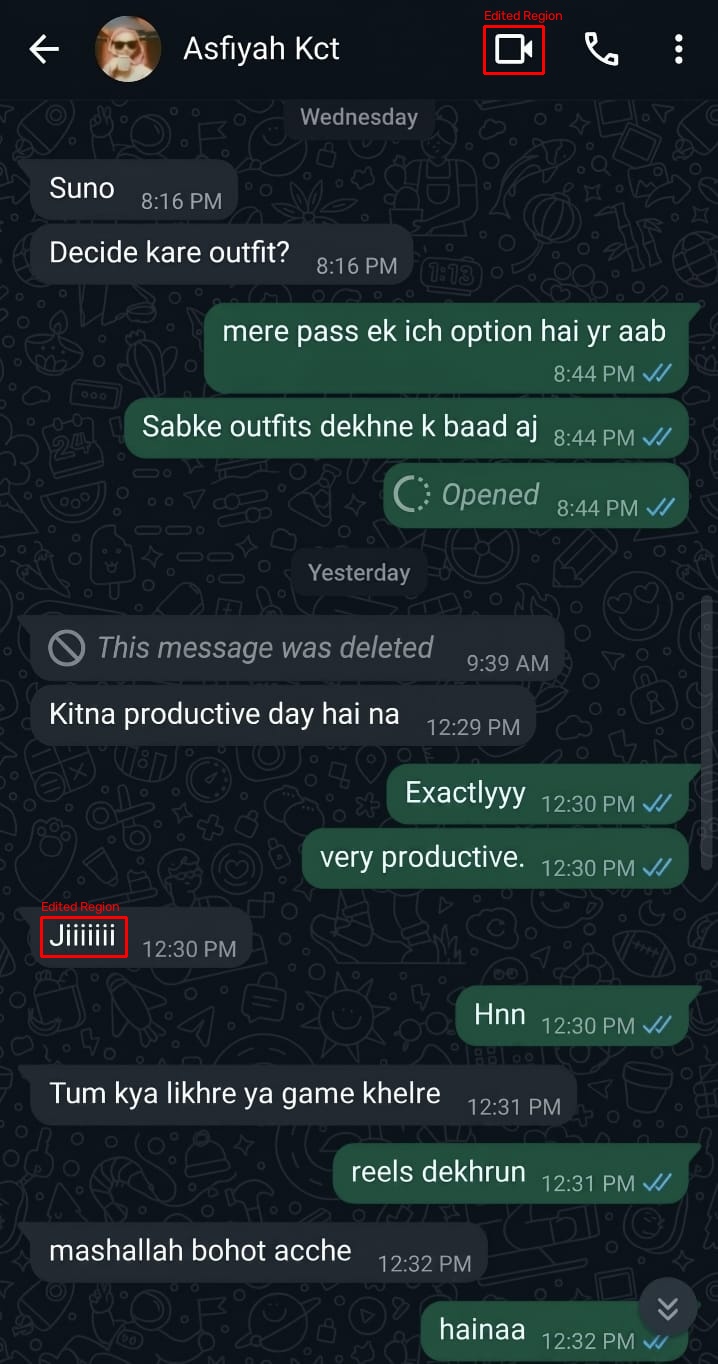 Edited Region
Asfiyah Kct
Wednesday
Suno 8:16 PM
Decide kare outfit? 8:16 PM
1:13
mere pass ek ich option hai yr aab
8:44 PM
Sabke outfits dekhne k baad aj 8:44 PM
24
Opened 8:44 PM
Yesterday
This message was deleted 9:39 AM
Kitna productive day hai na 12:29 PM
Exactlyyy 12:30 PM
very productive. 12:30 PM
Edited Region
Jiiiiiii 12:30 PM
Hnn 12:30 PM
Tum kya likhre ya game khelre 12:31 PM
reels dekhrun 12:31 PM
mashallah bohot acche 12:32 PM
hainaa 12:32 PM